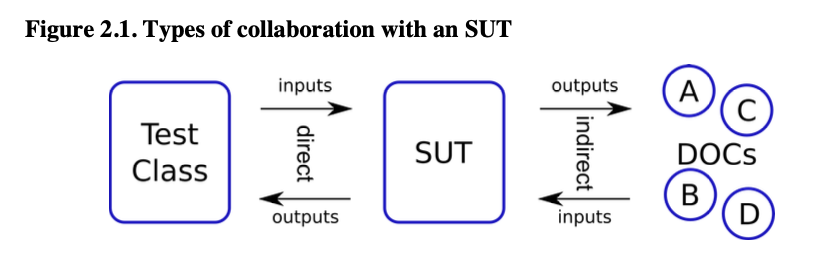 Figure 2.1. Types of collaboration with an SUT
inputs
outputs
A
C
Test
Class
direct
SUT
indirect
DOCs
outputs
inputs
B
D